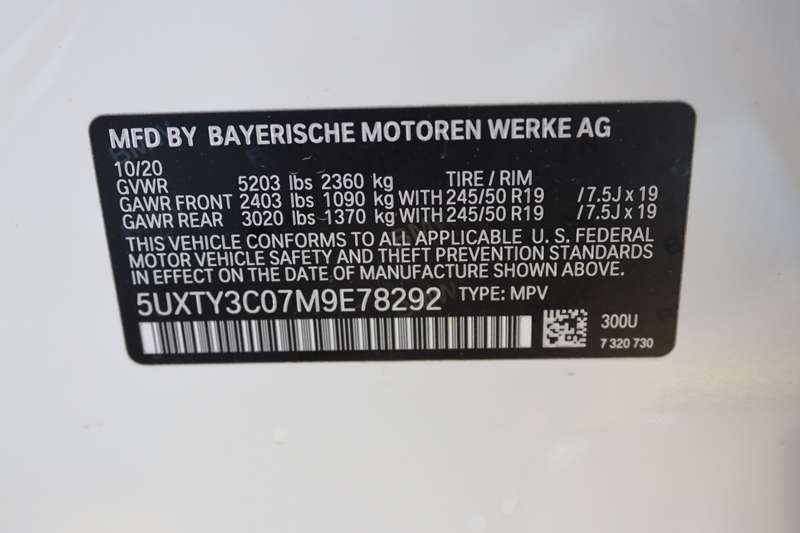 MFD BY BAYERISCHE MOTOREN WERKE AG
10/20
GVWR 5203 lbs 2360 kg TIRE / RIM
GAWR FRONT 2403 lbs 1090 kg WITH 245/50 R19 /7.5J x 19
GAWR REAR 3020 lbs 1370 kg WITH 245/50 R19 /7.5J x 19
THIS VEHICLE CONFORMS TO ALL APPLICABLE U. S. FEDERAL
MOTOR VEHICLE SAFETY AND THEFT PREVENTION STANDARDS
IN EFFECT ON THE DATE OF MANUFACTURE SHOWN ABOVE.
5UXTY3C07M9E78292 TYPE: MPV
300U
7 320 730